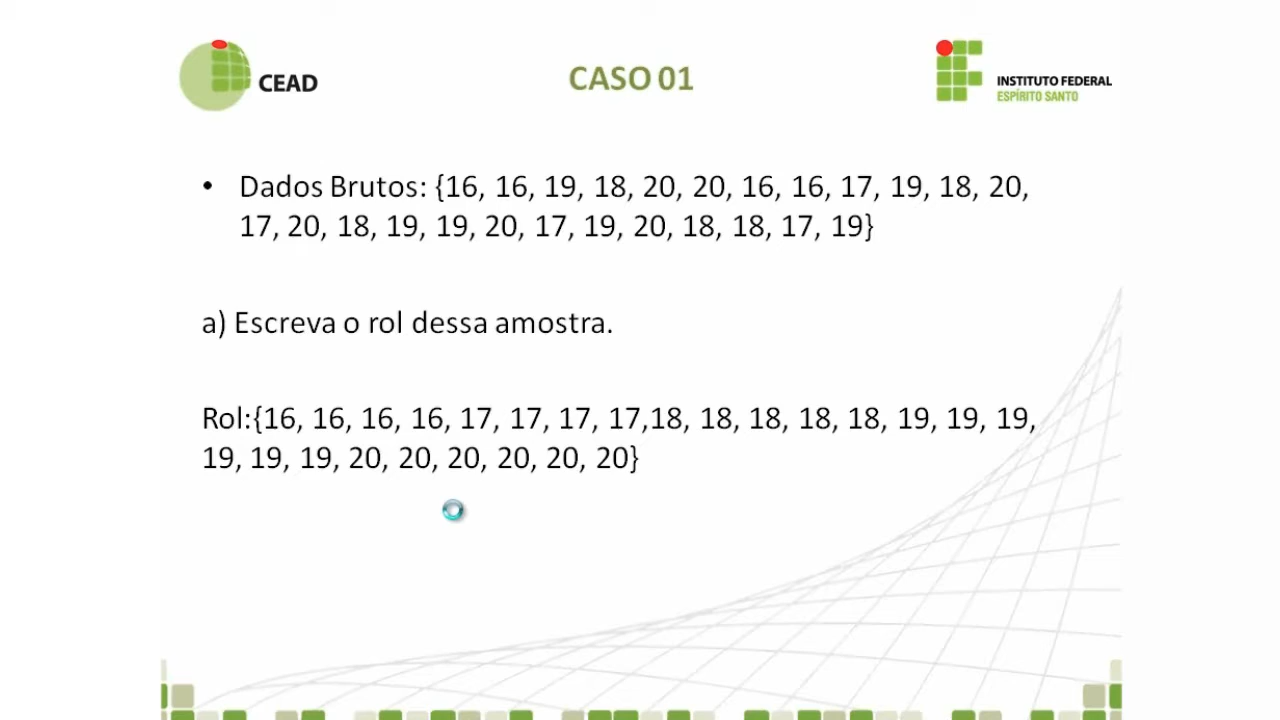 CEAD
CASO 01
INSTITUTO FEDERAL
ESPÍRITO SANTO
• Dados Brutos: {16, 16, 19, 18, 20, 20, 16, 16, 17, 19, 18, 20,
17, 20, 18, 19, 19, 20, 17, 19, 20, 18, 18, 17, 19}
a) Escreva o rol dessa amostra.
Rol:{16, 16, 16, 16, 17, 17, 17, 17,18, 18, 18, 18, 18, 19, 19, 19,
19, 19, 19, 20, 20, 20, 20, 20, 20}